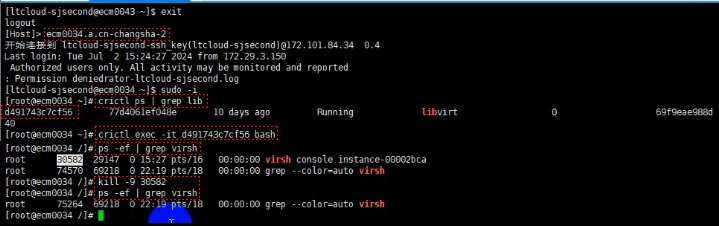 [ltcloud-sjsecond@ecm0043 ~]$ exit
logout
[Host]> ecm0034.a.cn-changsha-2
开始连接到 ltcloud-sjsecond-ssh_key(ltcloud-sjsecond)@172.101.84.34  0.4
Last login: Tue Jul  2 15:24:27 2024 from 172.29.3.150
 Authorized users only. All activity may be monitored and reported
: Permission deniedrator-ltcloud-sjsecond.log
[ltcloud-sjsecond@ecm0034 ~]$ sudo -i
[root@ecm0034 ~]# crictl ps | grep lib
d491743c7cf56       77d4061ef048e       10 days ago         Running             libvirt             0                   69f9eae988d
40
[root@ecm0034 ~]# crictl exec -it d491743c7cf56 bash
[root@ecm0034 /]# ps -ef | grep virsh
root       30582   29147  0 15:27 pts/16   00:00:00 virsh console instance-00002bca
root       74570   69218  0 22:19 pts/18   00:00:00 grep --color=auto virsh
[root@ecm0034 /]# kill -9 30582
[root@ecm0034 /]# ps -ef | grep virsh
root       75264   69218  0 22:19 pts/18   00:00:00 grep --color=auto virsh
[root@ecm0034 /]#